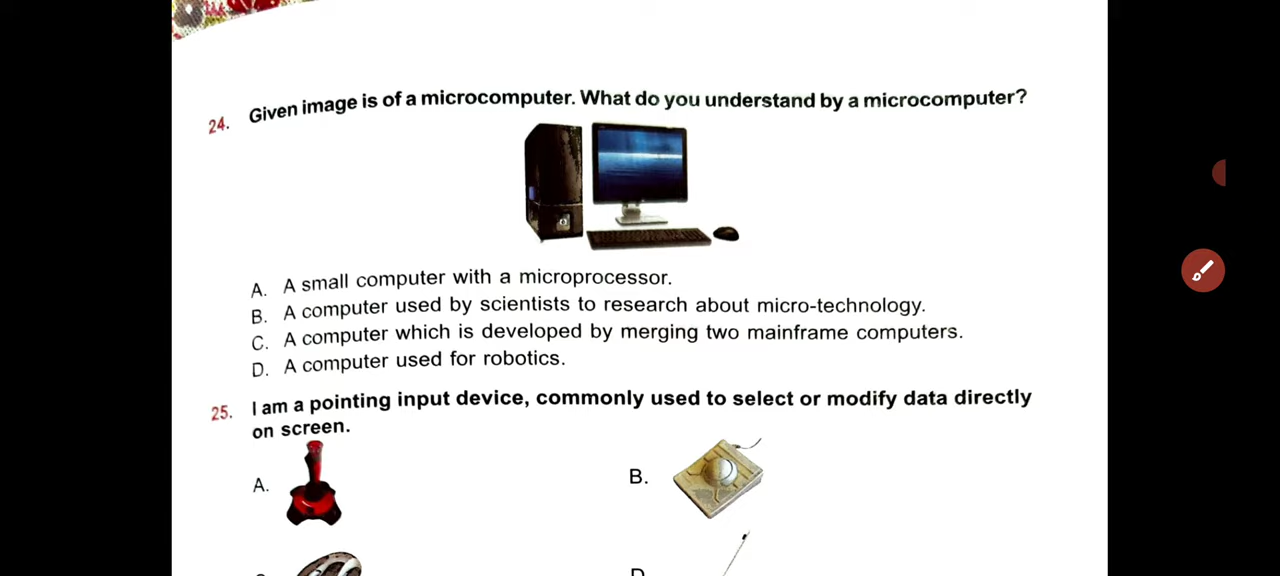 24. Given image is of a microcomputer. What do you understand by a microcomputer?
A. A small computer with a microprocessor.
B. A computer used by scientists to research about micro-technology.
C. A computer which is developed by merging two mainframe computers.
D. A computer used for robotics.
25. I am a pointing input device, commonly used to select or modify data directly
on screen.
A.
B.